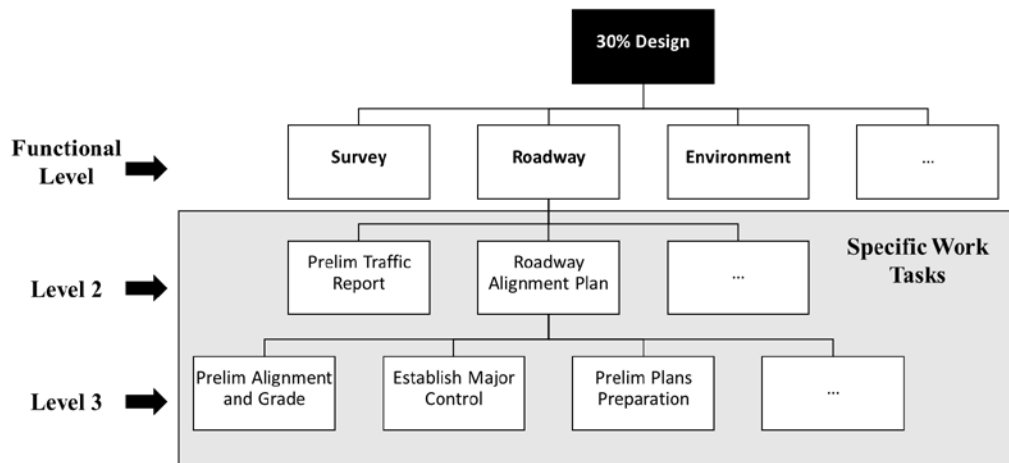 30% Design
Functional
Level
Survey
Roadway
Environment
...
Specific Work
Tasks
Level 2
Prelim Traffic
Report
Roadway
Alignment Plan
...
Level 3
Prelim Alignment
and Grade
Establish Major
Control
Prelim Plans
Preparation
...